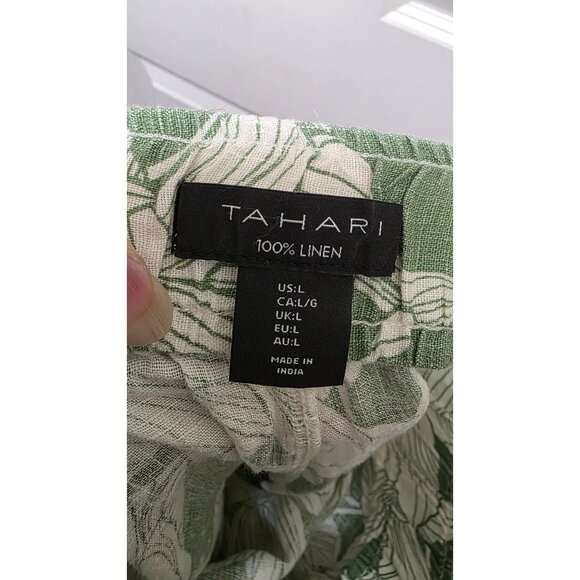 TAHARI
100% LINEN
US:L
CA:L/G
UK:L
EU:L
AU:L
MADE IN
INDIA